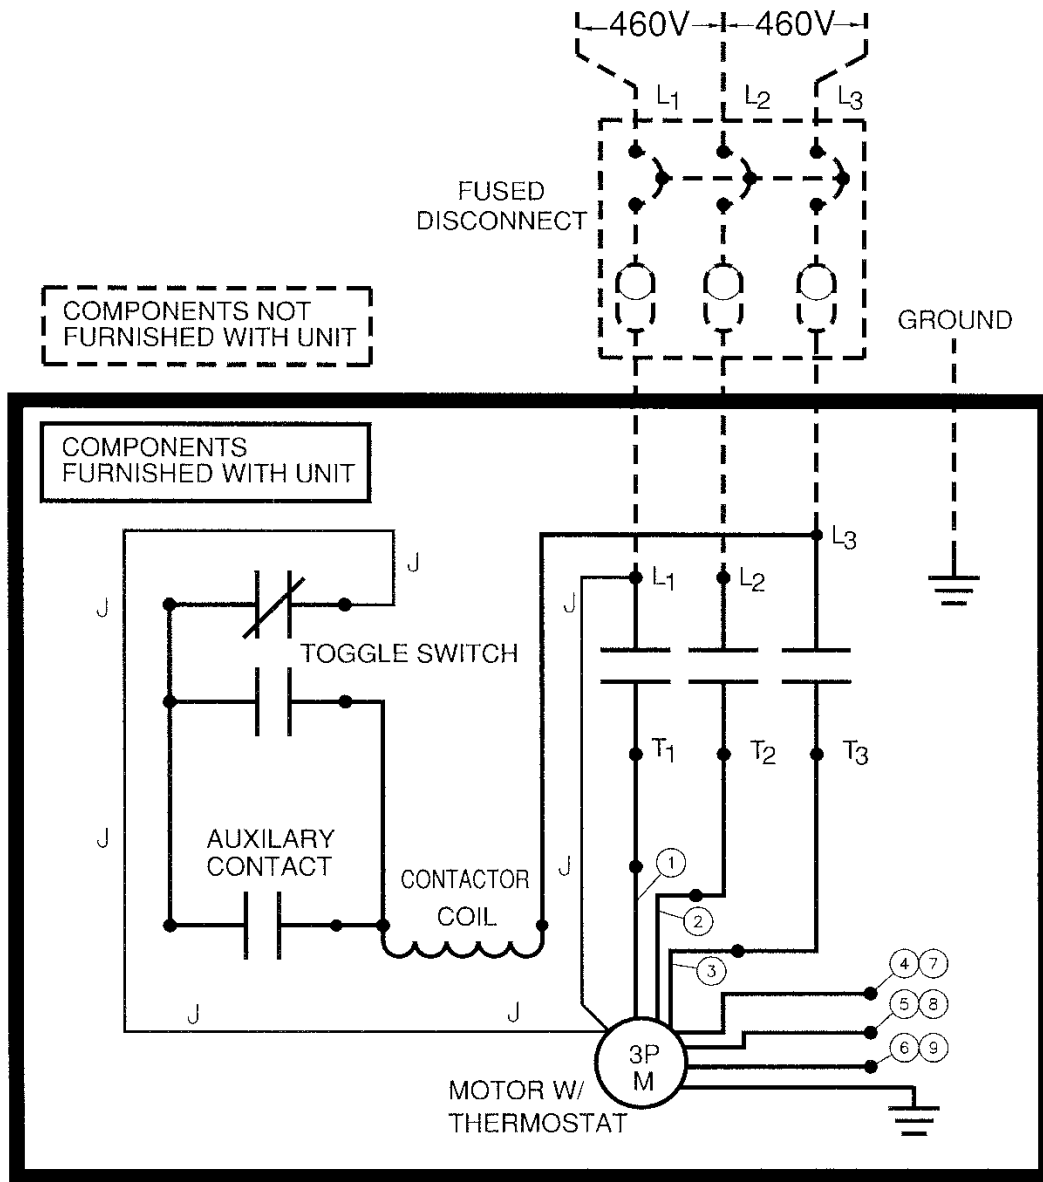 460V 460V
L1 L2 L3
FUSED
DISCONNECT
COMPONENTS NOT
FURNISHED WITH UNIT
GROUND
COMPONENTS
FURNISHED WITH UNIT
L3
J
L1 L2
J J
TOGGLE SWITCH
T1 T2 T3
J
AUXILARY
CONTACT
1
J
CONTACTOR
COIL
2
3
4 7
5 8
J J
6 9
3P
M
MOTOR W/
THERMOSTAT